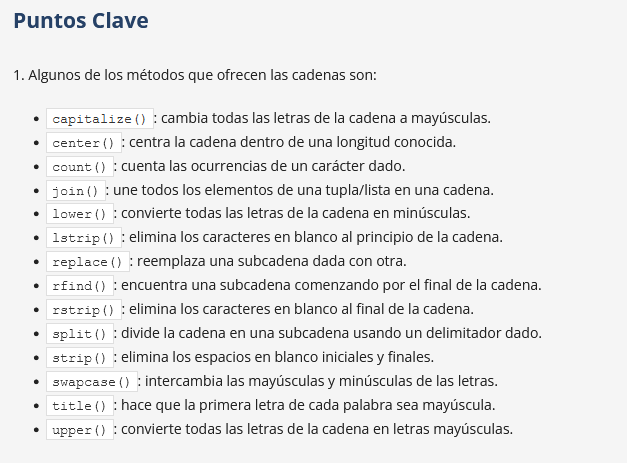 Puntos Clave
1. Algunos de los métodos que ofrecen las cadenas son:
• capitalize() : cambia todas las letras de la cadena a mayúsculas.
• center() : centra la cadena dentro de una longitud conocida.
• count() : cuenta las ocurrencias de un carácter dado.
• join() : une todos los elementos de una tupla/lista en una cadena.
• lower() : convierte todas las letras de la cadena en minúsculas.
• lstrip() : elimina los caracteres en blanco al principio de la cadena.
• replace() : reemplaza una subcadena dada con otra.
• rfind() : encuentra una subcadena comenzando por el final de la cadena.
• rstrip() : elimina los caracteres en blanco al final de la cadena.
• split() : divide la cadena en una subcadena usando un delimitador dado.
• strip() : elimina los espacios en blanco iniciales y finales.
• swapcase() : intercambia las mayúsculas y minúsculas de las letras.
• title() : hace que la primera letra de cada palabra sea mayúscula.
• upper() : convierte todas las letras de la cadena en letras mayúsculas.